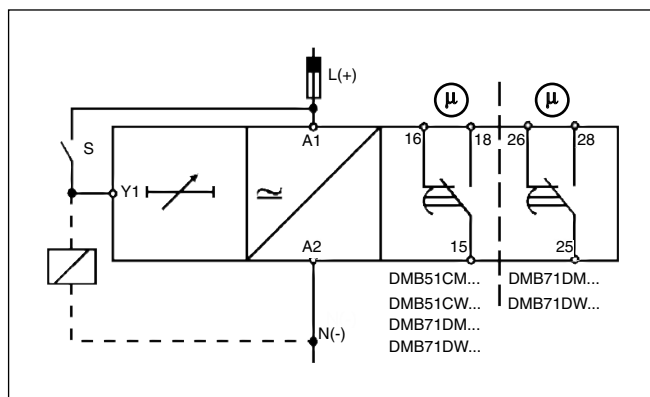 L(+)
μ μ
S
A1
16 18 26 28
Y1
A2
15 25
DMB51CM... DMB71DM...
DMB51CW... DMB71DW...
DMB71DM...
DMB71DW...
N(-)